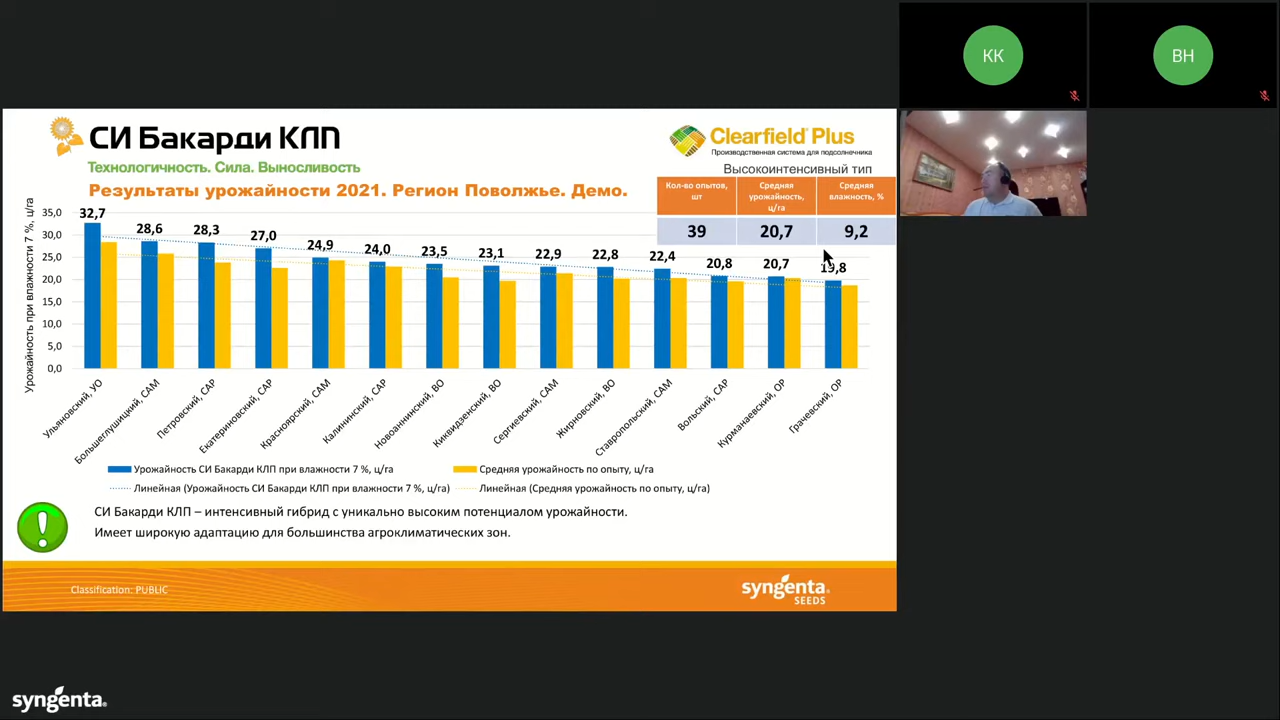 КК
ВН
СИ Бакарди КЛП
Технологичность. Сила. Выносливость
Результаты урожайности 2021. Регион Поволжье. Демо.
Clearfield® Plus
Производственная система для подсолнечника
Высокоинтенсивный тип
Кол-во опытов, шт
Средняя урожайность, ц/га
Средняя влажность, %
39
20,7
9,2
Урожайность при влажности 7 %, ц/га
35,0
30,0
25,0
20,0
15,0
10,0
5,0
0,0
32,7
28,6
28,3
27,0
24,9
24,0
23,5
23,1
22,9
22,8
22,4
20,8
20,7
19,8
Ульяновский, УО
Большеглушицкий, САМ
Петровский, САР
Екатериновский, САР
Красноярский, САМ
Калининский, САР
Новоаннинский, ВО
Киквидзенский, ВО
Сергиевский, САМ
Жирновский, ВО
Ставропольский, САМ
Вольский, САР
Курманаевский, ОР
Грачевский, ОР
Урожайность СИ Бакарди КЛП при влажности 7 %, ц/га
Средняя урожайность по опыту, ц/га
Линейная (Урожайность СИ Бакарди КЛП при влажности 7 %, ц/га)
Линейная (Средняя урожайность по опыту, ц/га)
СИ Бакарди КЛП – интенсивный гибрид с уникально высоким потенциалом урожайности.
Имеет широкую адаптацию для большинства агроклиматических зон.
Classification: PUBLIC
syngenta®
SEEDS
syngenta®